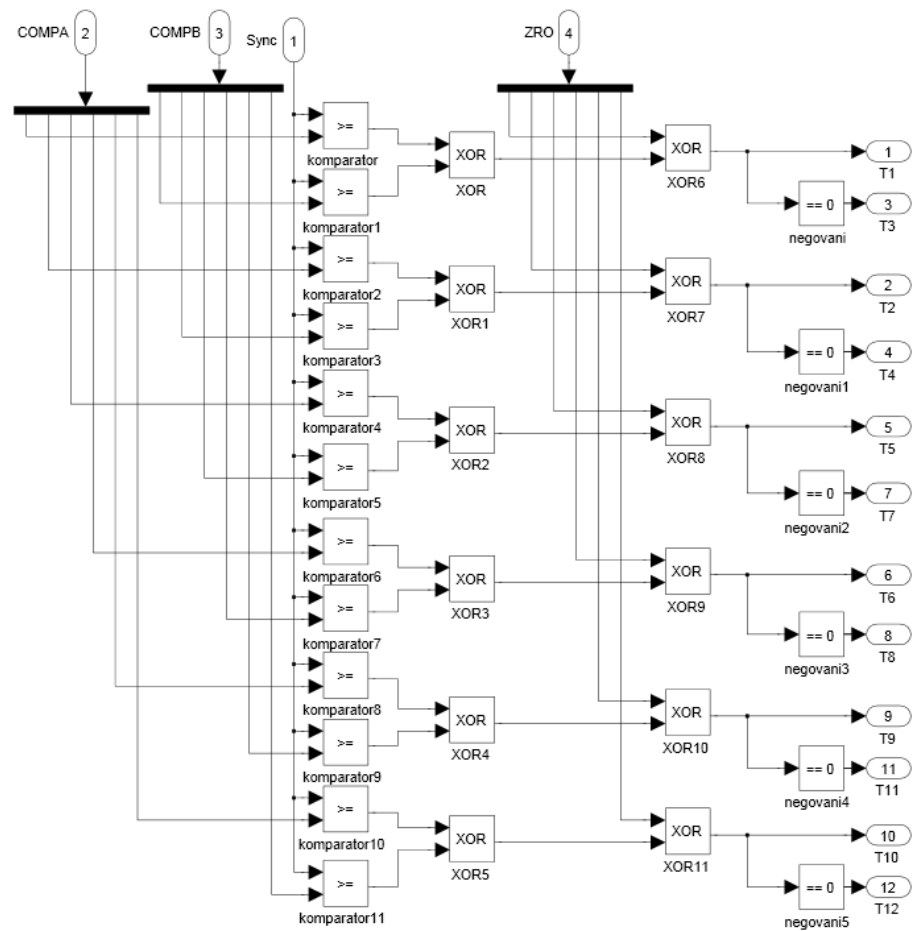 COMPA 2
COMPB 3
Sync 1
ZRO 4
>=
komparator
XOR
XOR
XOR
XOR6
1
T1
>=
komparator1
== 0
negovani
3
T3
>=
komparator2
XOR
XOR1
XOR
XOR7
2
T2
>=
komparator3
== 0
negovani1
4
T4
>=
komparator4
XOR
XOR2
XOR
XOR8
5
T5
>=
komparator5
== 0
negovani2
7
T7
>=
komparator6
XOR
XOR3
XOR
XOR9
6
T6
>=
komparator7
== 0
negovani3
8
T8
>=
komparator8
XOR
XOR4
XOR
XOR10
9
T9
>=
komparator9
== 0
negovani4
11
T11
>=
komparator10
XOR
XOR5
XOR
XOR11
10
T10
>=
komparator11
== 0
negovani5
12
T12